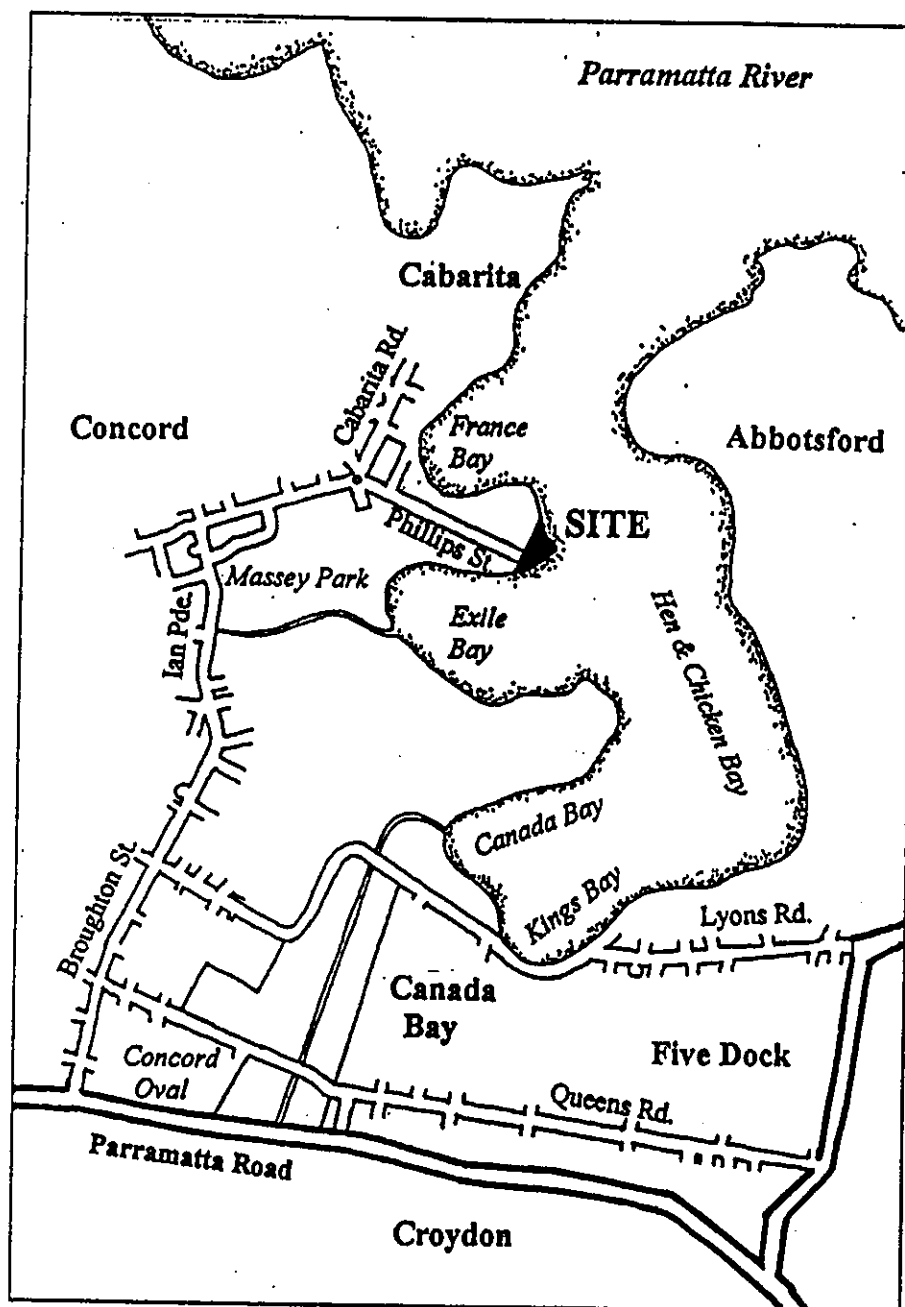 Parramatta River
Cabarita
Cabarita Rd.
Concord
France
Bay
Abbotsford
SITE
Phillips St
Massey Park
Exile
Bay
Ian Pde.
Hen & Chicken Bay
Canada Bay
Kings Bay
Broughton St.
Lyons Rd.
Canada
Bay
Concord
Oval
Five Dock
Queens Rd.
Parramatta Road
Croydon